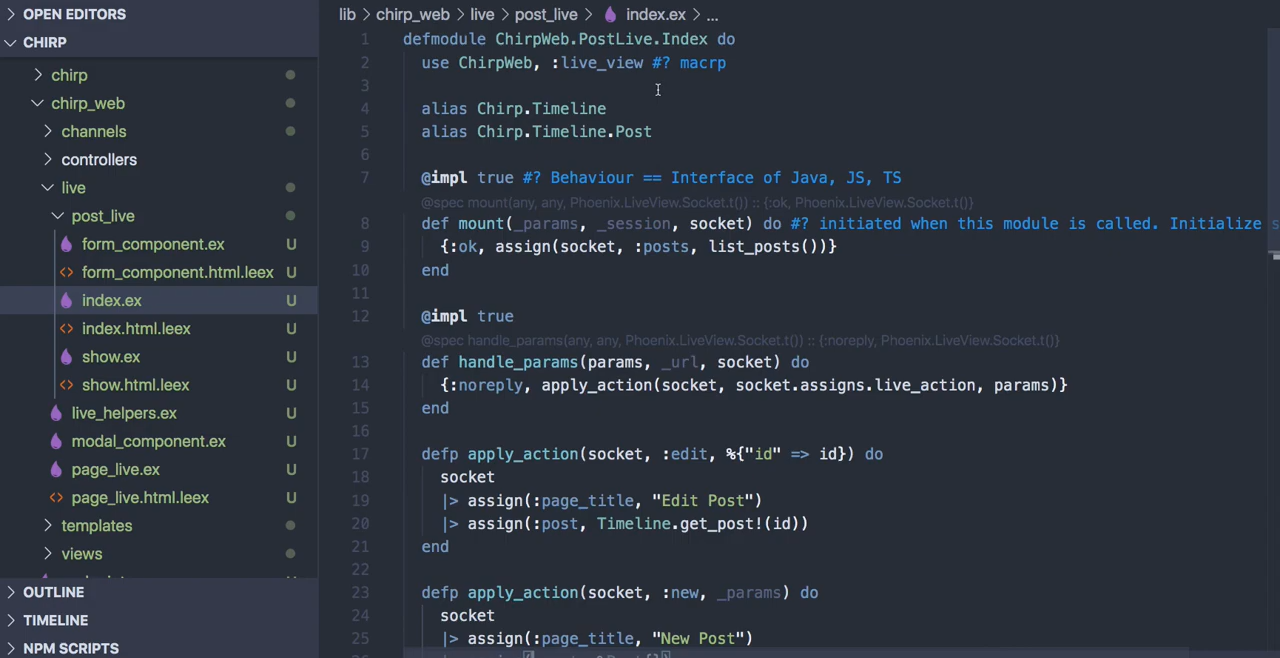 OPEN EDITORS
CHIRP
chirp
chirp_web
channels
controllers
live
post_live
form_component.ex U
form_component.html.leex U
index.ex U
index.html.leex U
show.ex U
show.html.leex U
live_helpers.ex U
modal_component.ex U
page_live.ex U
page_live.html.leex U
templates
views
OUTLINE
TIMELINE
NPM SCRIPTS
lib > chirp_web > live > post_live > index.ex > ...
1 defmodule ChirpWeb.PostLive.Index do
2 use ChirpWeb, :live_view #? macrp
3
4 alias Chirp.Timeline
5 alias Chirp.Timeline.Post
6
7 @impl true #? Behaviour == Interface of Java, JS, TS
@spec mount(any, any, Phoenix.LiveView.Socket.t()) :: {:ok, Phoenix.LiveView.Socket.t()}
8 def mount(_params, _session, socket) do #? initiated when this module is called. Initialize s
9 {:ok, assign(socket, :posts, list_posts())}
10 end
11
12 @impl true
@spec handle_params(any, any, Phoenix.LiveView.Socket.t()) :: {:noreply, Phoenix.LiveView.Socket.t()}
13 def handle_params(params, _url, socket) do
14 {:noreply, apply_action(socket, socket.assigns.live_action, params)}
15 end
16
17 defp apply_action(socket, :edit, %{"id" => id}) do
18 socket
19 |> assign(:page_title, "Edit Post")
20 |> assign(:post, Timeline.get_post!(id))
21 end
22
23 defp apply_action(socket, :new, _params) do
24 socket
25 |> assign(:page_title, "New Post")